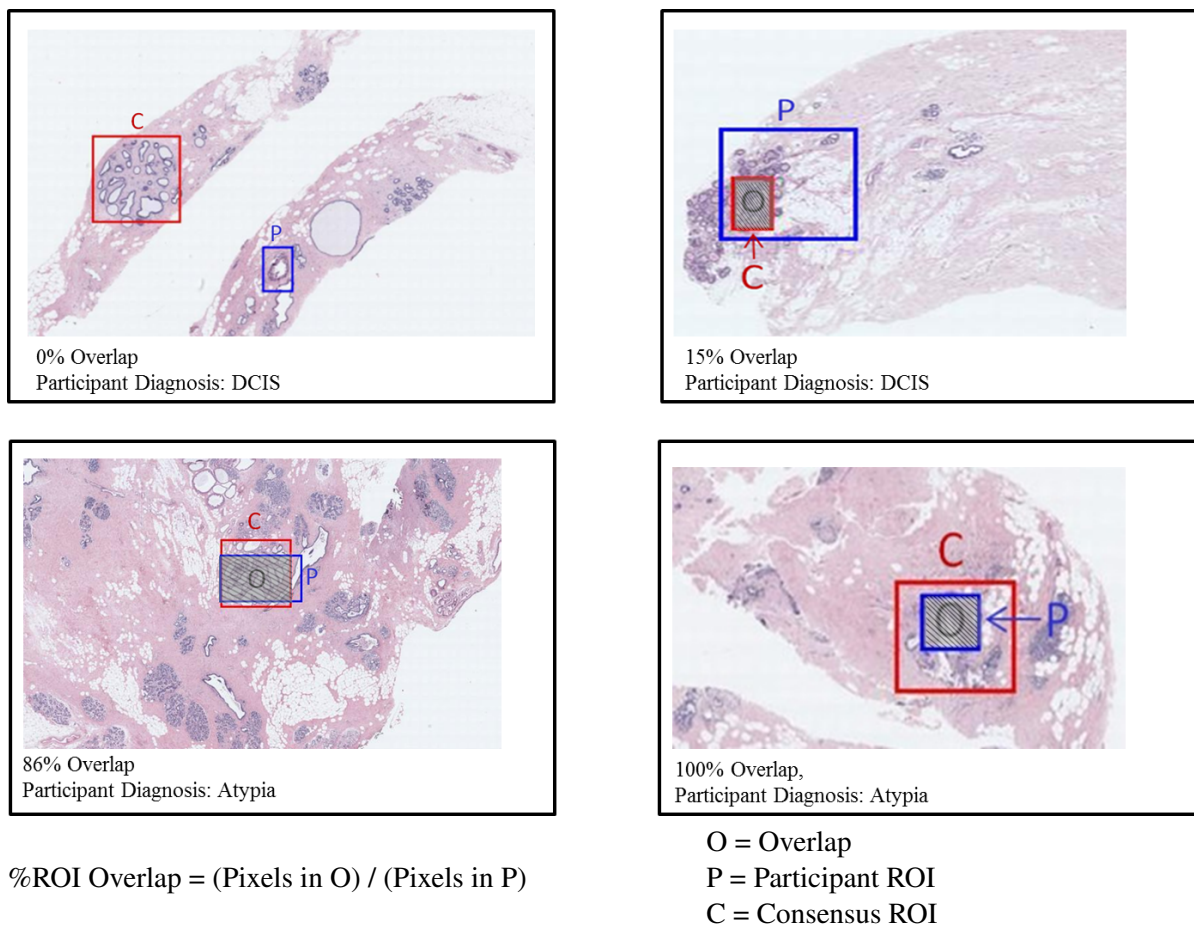 C
P
0% Overlap
Participant Diagnosis: DCIS
P
O
C
15% Overlap
Participant Diagnosis: DCIS
C
O
P
86% Overlap
Participant Diagnosis: Atypia
C
O
P
100% Overlap,
Participant Diagnosis: Atypia
%ROI Overlap = (Pixels in O) / (Pixels in P)
O = Overlap
P = Participant ROI
C = Consensus ROI